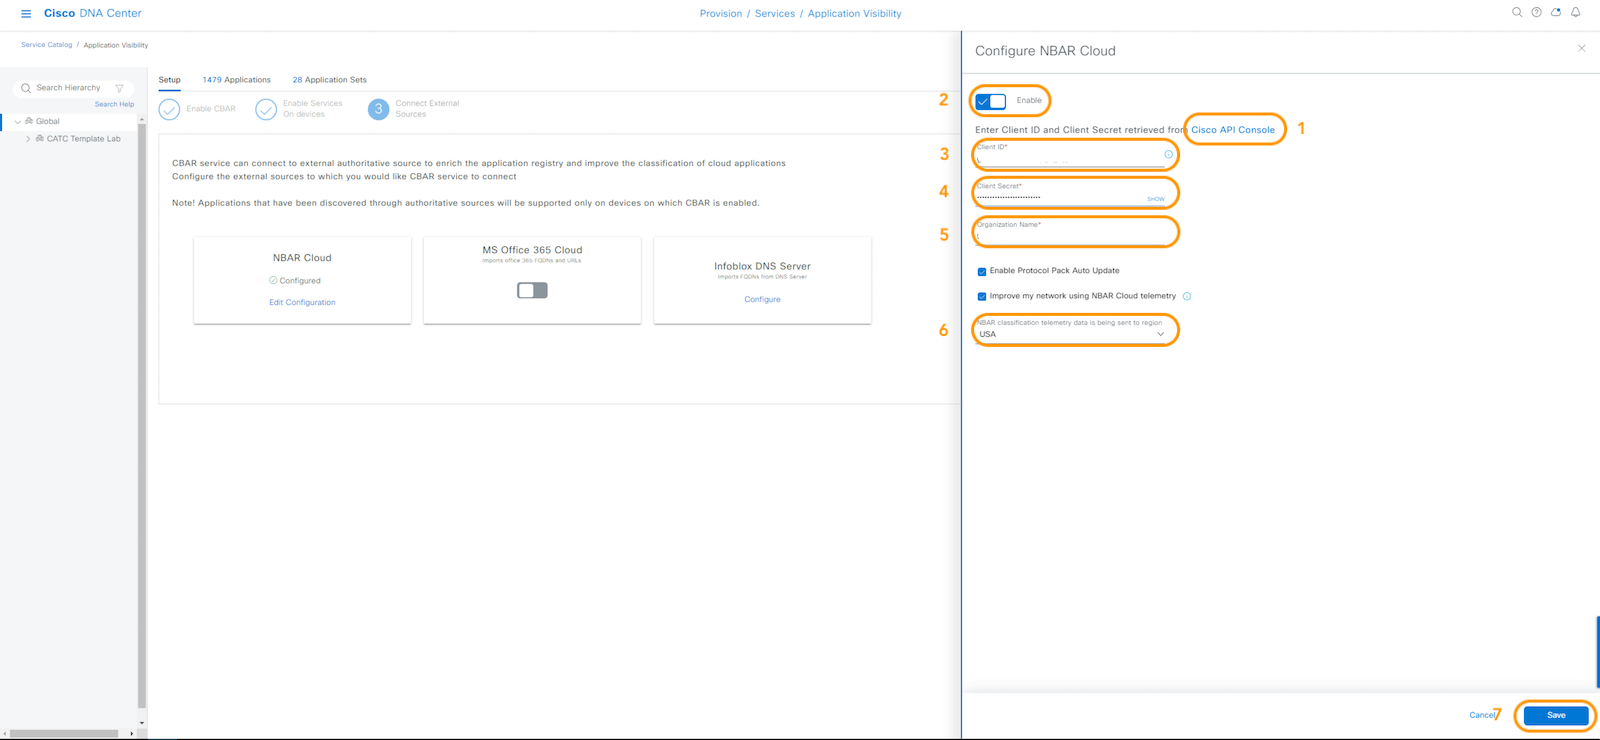 Cisco DNA Center
Provision / Services / Application Visibility
Service Catalog / Application Visibility
Search Hierarchy
Search Help
Global
CATC Template Lab
Setup
1479 Applications
28 Application Sets
Enable CBAR
Enable Services
On devices
3
Connect External
Sources
CBAR service can connect to external authoritative source to enrich the application registry and improve the classification of cloud applications
Configure the external sources to which you would like CBAR service to connect
Note! Applications that have been discovered through authoritative sources will be supported only on devices on which CBAR is enabled.
NBAR Cloud
Configured
Edit Configuration
MS Office 365 Cloud
Imports office 365 FQDNs and URLs
Infoblox DNS Server
Imports FQDNs from DNS Server
Configure
Configure NBAR Cloud
2
Enable
Enter Client ID and Client Secret retrieved from Cisco API Console
1
3
Client ID*
4
Client Secret*
SHOW
5
Organization Name*
Enable Protocol Pack Auto Update
Improve my network using NBAR Cloud telemetry
6
NBAR classification telemetry data is being sent to region
USA
Cancel
7
Save